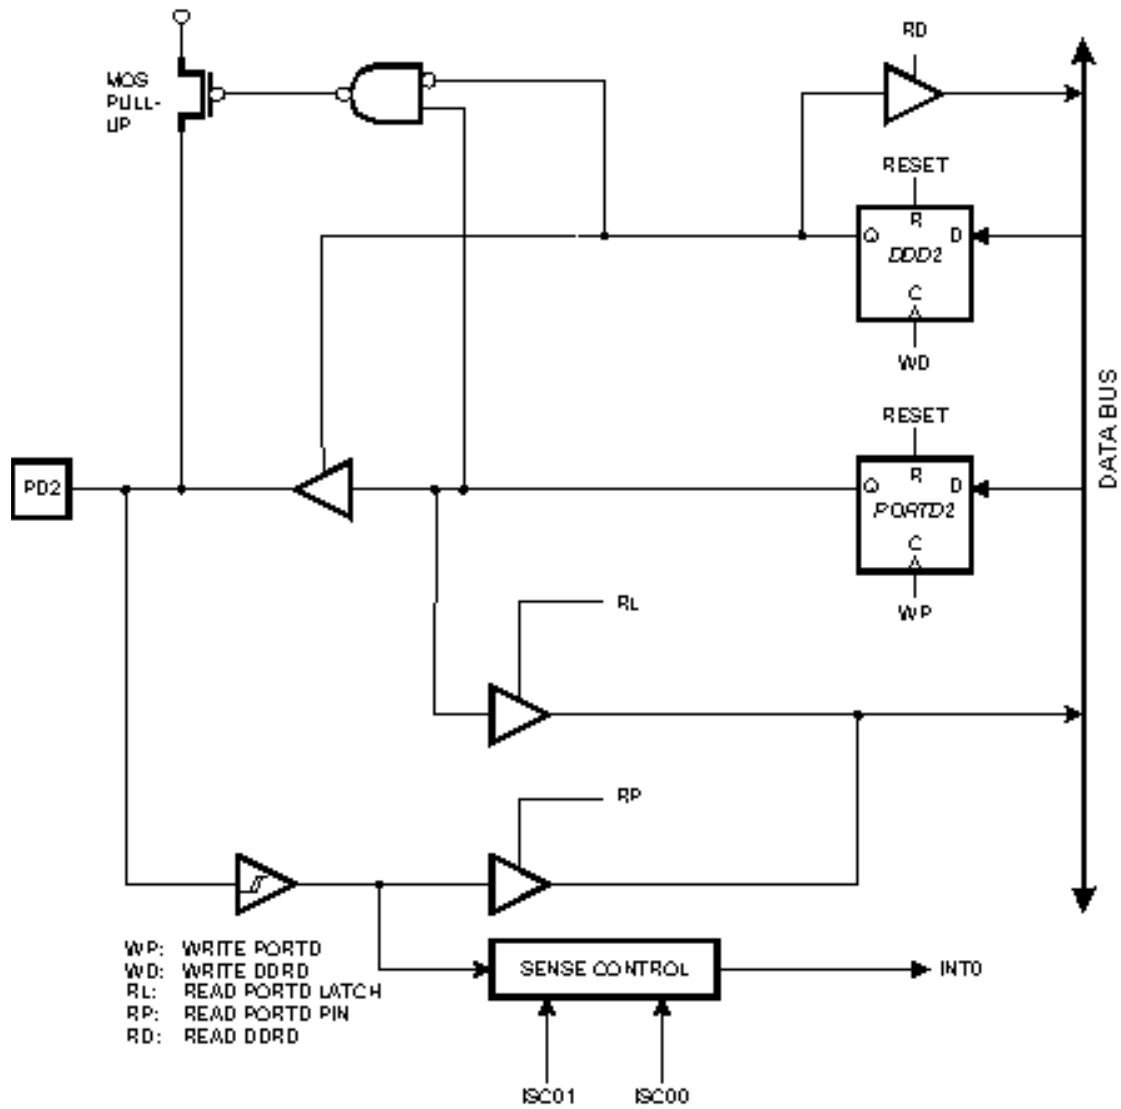 RD
MOS
PULL-
UP
RESET
R
Q
D
DDD2
C
WD
RESET
R
Q
D
PORTD2
C
WP
DATA BUS
PD2
RL
RP
WP: WRITE PORTD
WD: WRITE DDRD
RL: READ PORTD LATCH
RP: READ PORTD PIN
RD: READ DDRD
SENSE CONTROL
INT0
ISC01
ISC00